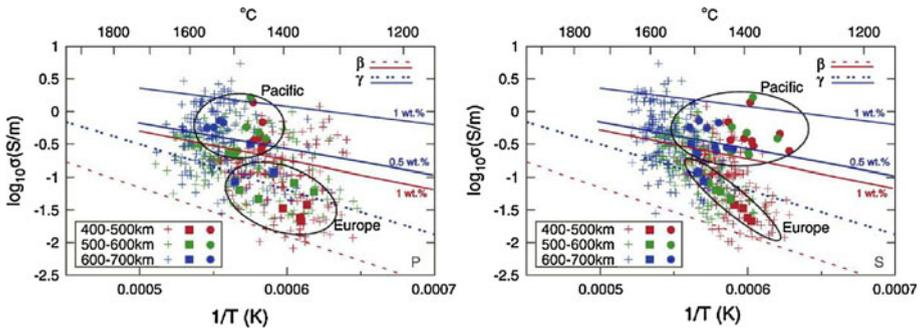 °C
1800 1600 1400 1200
1
0.5
0
-0.5
-1
-1.5
-2
-2.5
log10σ(S/m)
β
γ
Pacific
1 wt.%
0.5 wt.%
1 wt.%
Europe
400-500km
500-600km
600-700km
P
0.0005 0.0006 0.0007
1/T (K)
°C
1800 1600 1400 1200
1
0.5
0
-0.5
-1
-1.5
-2
-2.5
log10σ(S/m)
β
γ
Pacific
1 wt.%
0.5 wt.%
1 wt.%
Europe
400-500km
500-600km
600-700km
S
0.0005 0.0006 0.0007
1/T (K)